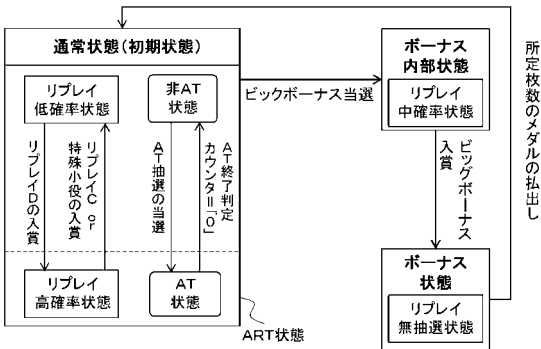 通常状態(初期状態)
リプレイ
低確率状態
非AT
状態
リプレイDの入賞
リプレイC or
特殊小役の入賞
AT抽選の当選
AT終了判定
カウンタ=「0」
リプレイ
高確率状態
AT
状態
ART状態
ビックボーナス当選
ボーナス
内部状態
リプレイ
中確率状態
ビッグボーナス
入賞
ボーナス
状態
リプレイ
無抽選状態
所定枚数のメダルの払出し